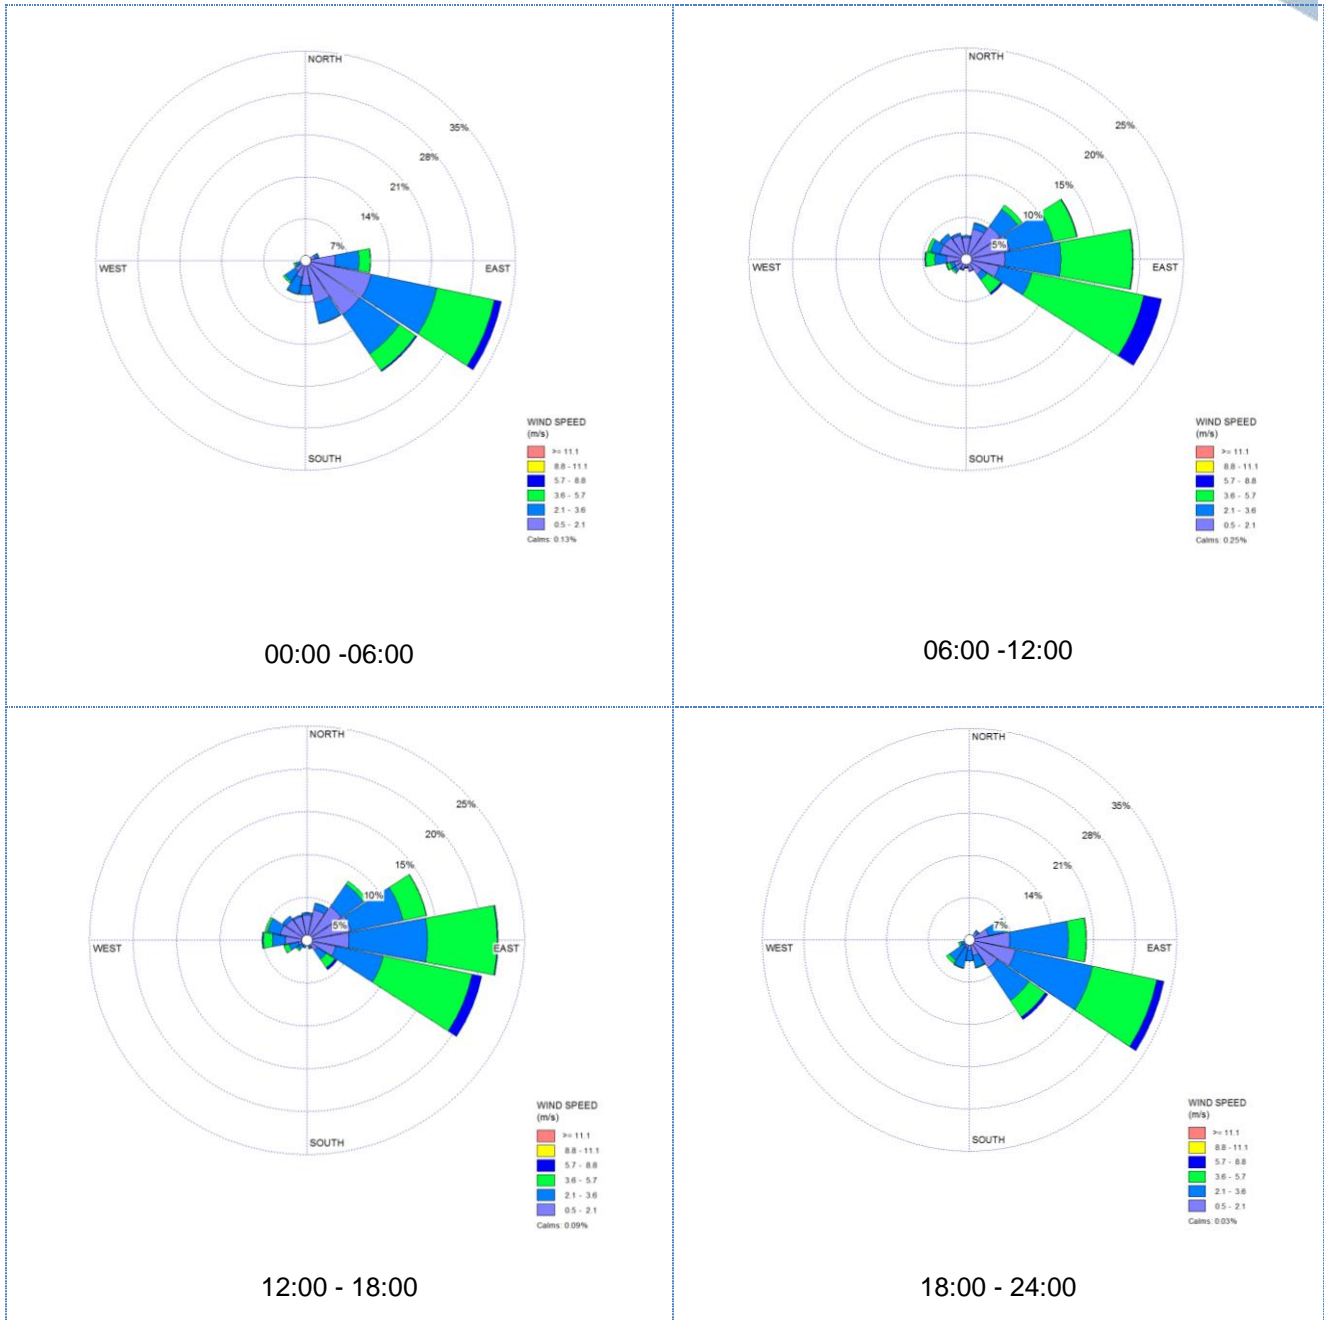 NORTH
35%
28%
21%
14%
7%
WEST
EAST
SOUTH
WIND SPEED
(m/s)
>= 11.1
8.8 - 11.1
5.7 - 8.8
3.6 - 5.7
2.1 - 3.6
0.5 - 2.1
Calms: 0.13%
00:00 -06:00
NORTH
25%
20%
15%
10%
5%
WEST
EAST
SOUTH
WIND SPEED
(m/s)
>= 11.1
8.8 - 11.1
5.7 - 8.8
3.6 - 5.7
2.1 - 3.6
0.5 - 2.1
Calms: 0.25%
06:00 -12:00
NORTH
25%
20%
15%
10%
5%
WEST
EAST
SOUTH
WIND SPEED
(m/s)
>= 11.1
8.8 - 11.1
5.7 - 8.8
3.6 - 5.7
2.1 - 3.6
0.5 - 2.1
Calms: 0.09%
12:00 - 18:00
NORTH
35%
28%
21%
14%
7%
WEST
EAST
SOUTH
WIND SPEED
(m/s)
>= 11.1
8.8 - 11.1
5.7 - 8.8
3.6 - 5.7
2.1 - 3.6
0.5 - 2.1
Calms: 0.03%
18:00 - 24:00